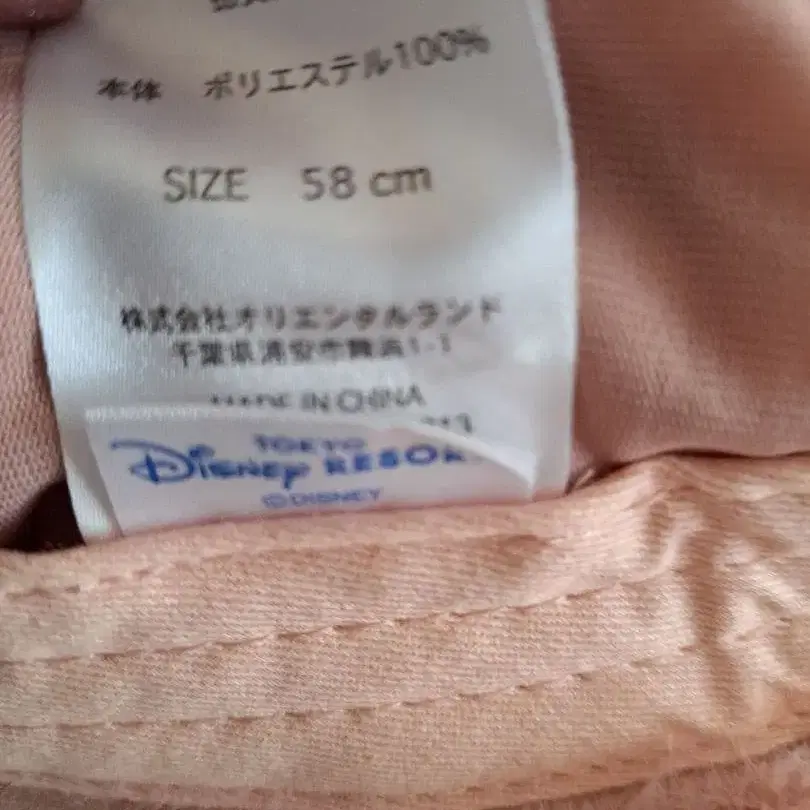 本体 ポリエステル100%
SIZE 58 cm
株式会社オリエンタルランド
千葉県浦安市舞浜1-1
MADE IN CHINA
TOKYO
Disney RESORT
©DISNEY